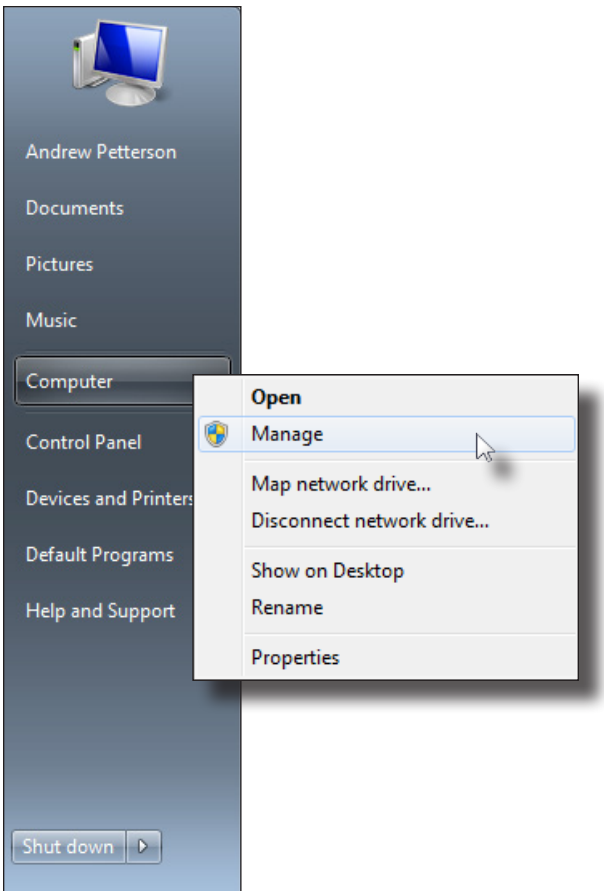 Andrew Petterson
Documents
Pictures
Music
Computer
Control Panel
Devices and Printers
Default Programs
Help and Support
Shut down
Open
Manage
Map network drive...
Disconnect network drive...
Show on Desktop
Rename
Properties